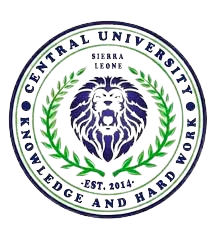 CENTRAL UNIVERSITY
SIERRA
LEONE
·EST. 2014·
KNOWLEDGE AND HARD WORK